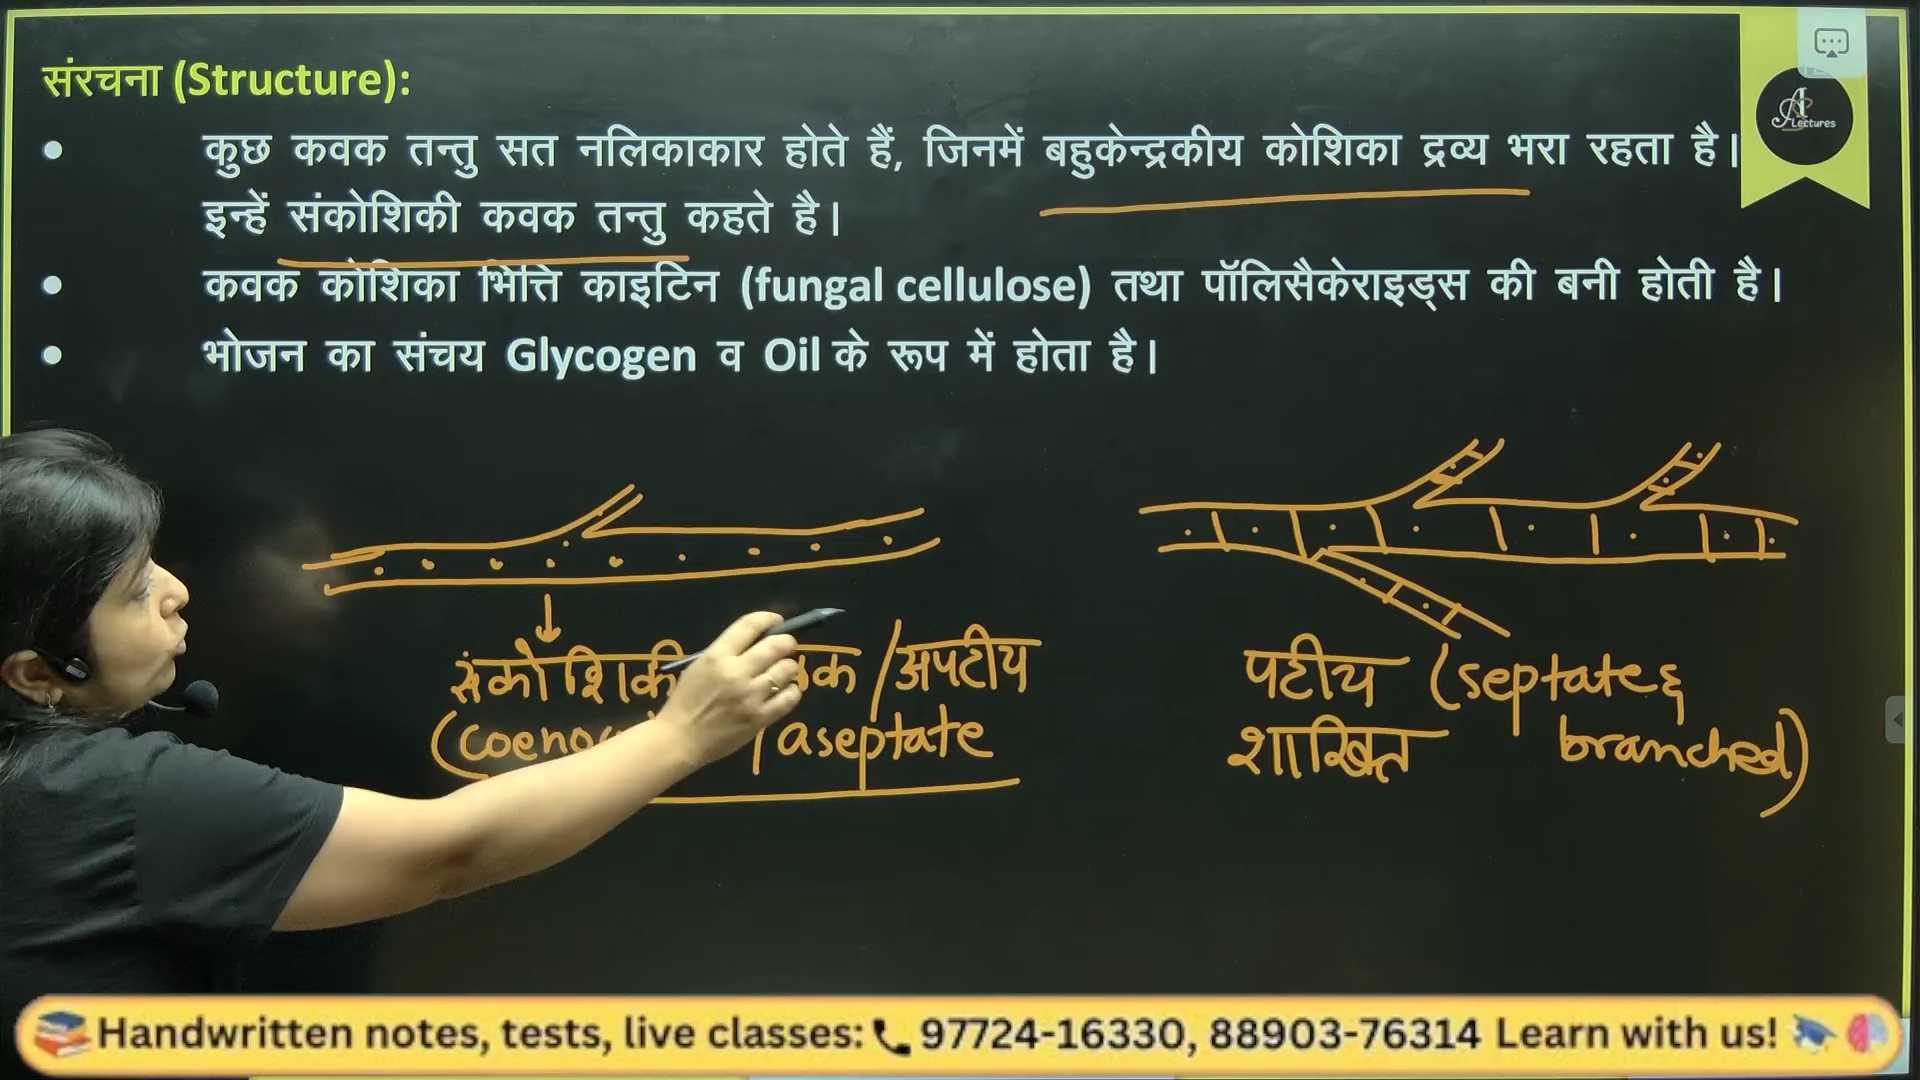 संरचना (Structure):
• कुछ कवक तन्तु सत नलिकाकार होते हैं, जिनमें बहुकेन्द्रकीय कोशिका द्रव्य भरा रहता है।
इन्हें संकोशिकी कवक तन्तु कहते है।
• कवक कोशिका भित्ति काइटिन (fungal cellulose) तथा पॉलिसैकेराइड्स की बनी होती है।
• भोजन का संचय Glycogen व Oil के रूप में होता है।
Lectures
संकोशिकी / अपटीय
/ aseptate
पटीय (septate &
शाखित branched)
Handwritten notes, tests, live classes: 97724-16330, 88903-76314 Learn with us!